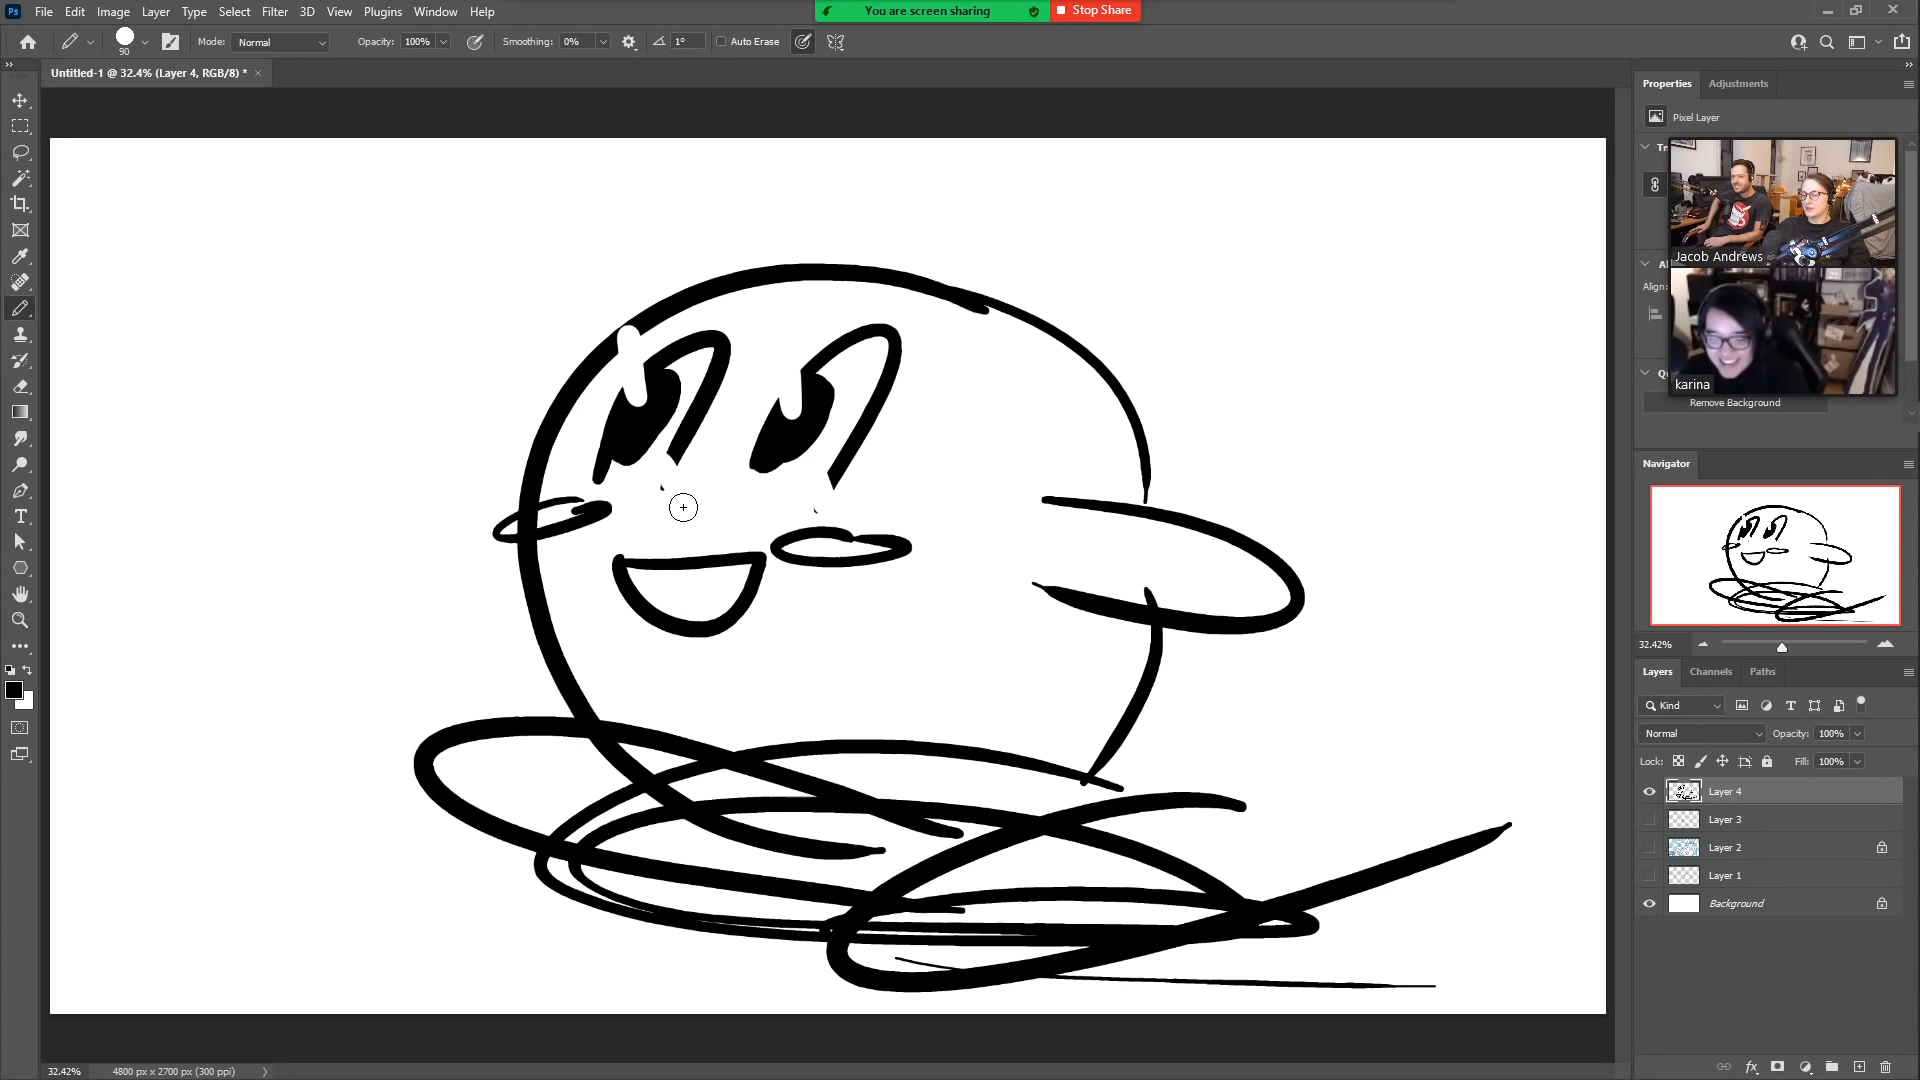 Ps File Edit Image Layer Type Select Filter 3D View Plugins Window Help
You are screen sharing Stop Share
90 Mode: Normal Opacity: 100% Smoothing: 0% 1° Auto Erase
Untitled-1 @ 32.4% (Layer 4, RGB/8) *
Properties Adjustments
Pixel Layer
Jacob Andrews
Align:
karina
Remove Background
Navigator
32.42%
Layers Channels Paths
Kind
Normal Opacity: 100%
Lock: Fill: 100%
Layer 4
Layer 3
Layer 2
Layer 1
Background
fx
32.42% 4800 px x 2700 px (300 ppi)